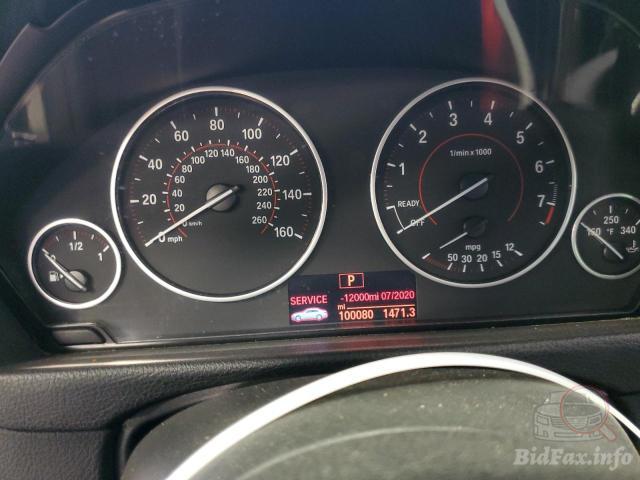 0 20 40 60 80 100 120 140 160
mph
0 20 40 60 80 100 120 140 160 180 200 220 240 260
km/h
0 1/2 1
1 2 3 4 5 6 7
1/min x 1000
READY
OFF
mpg
50 30 20 15 12
250
160 °F 340
P
SERVICE -12000mi 07/2020
mi
100080 1471.3
BidFax.info